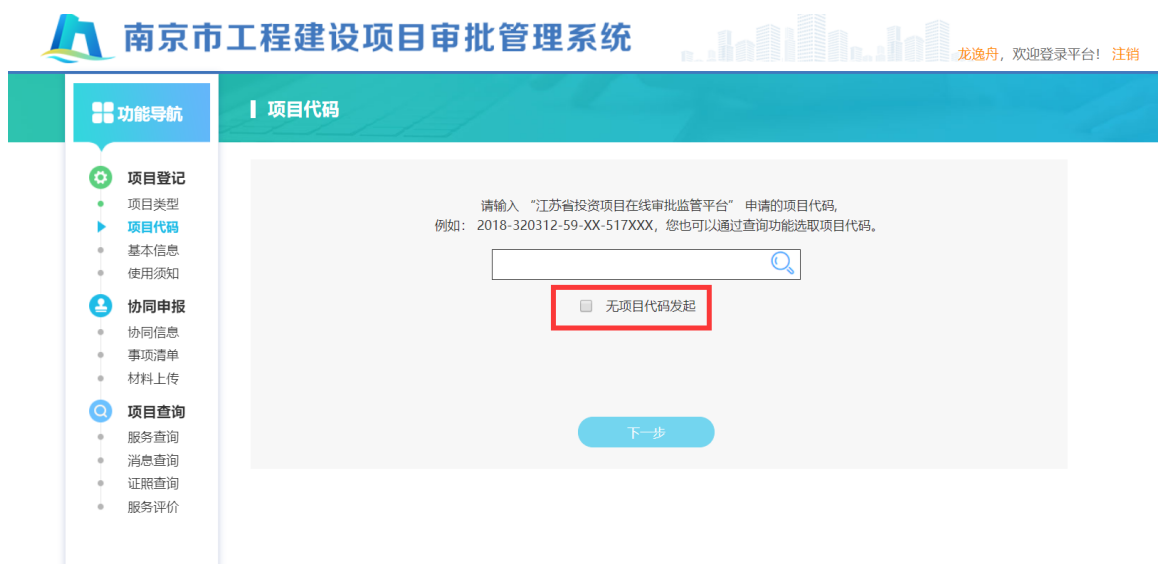 南京市工程建设项目审批管理系统
龙逸舟，欢迎登录平台！ 注销
功能导航
项目代码
项目登记
项目类型
项目代码
基本信息
使用须知
协同申报
协同信息
事项清单
材料上传
项目查询
服务查询
消息查询
证照查询
服务评价
请输入 “江苏省投资项目在线审批监管平台” 申请的项目代码,
例如： 2018-320312-59-XX-517XXX，您也可以通过查询功能选取项目代码。
无项目代码发起
下一步